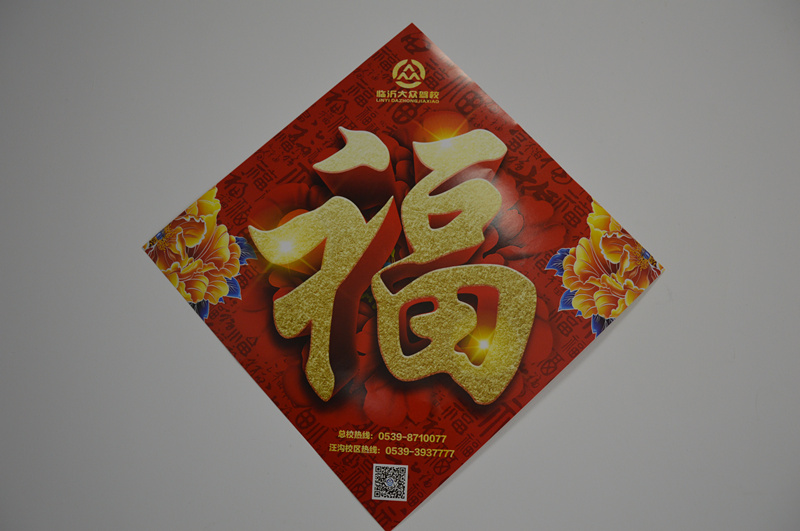 临沂大众驾校
LINYI DAZHONGJIAXIAO
福
总校热线：0539-8710077
汪沟校区热线：0539-3937777